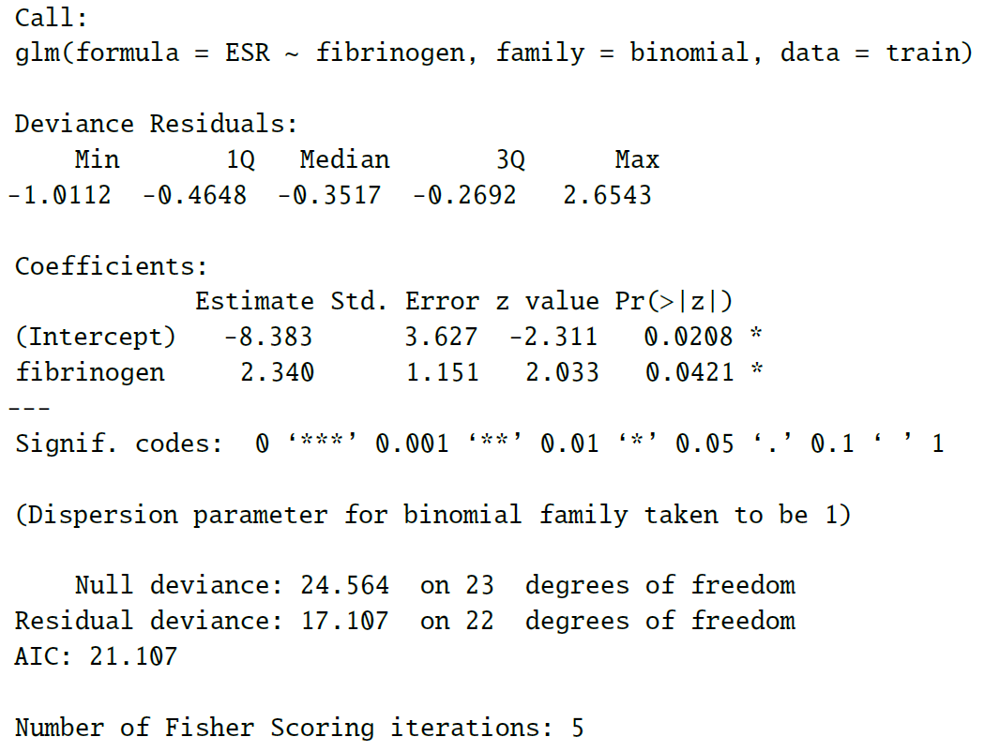 Call:
glm(formula = ESR ~ fibrinogen, family = binomial, data = train)
Deviance Residuals:
Min 1Q Median 3Q Max
-1.0112 -0.4648 -0.3517 -0.2692 2.6543
Coefficients:
Estimate Std. Error z value Pr(>|z|)
(Intercept) -8.383 3.627 -2.311 0.0208 *
fibrinogen 2.340 1.151 2.033 0.0421 *
---
Signif. codes: 0 ‘***’ 0.001 ‘**’ 0.01 ‘*’ 0.05 ‘.’ 0.1 ‘ ’ 1
(Dispersion parameter for binomial family taken to be 1)
Null deviance: 24.564 on 23 degrees of freedom
Residual deviance: 17.107 on 22 degrees of freedom
AIC: 21.107
Number of Fisher Scoring iterations: 5